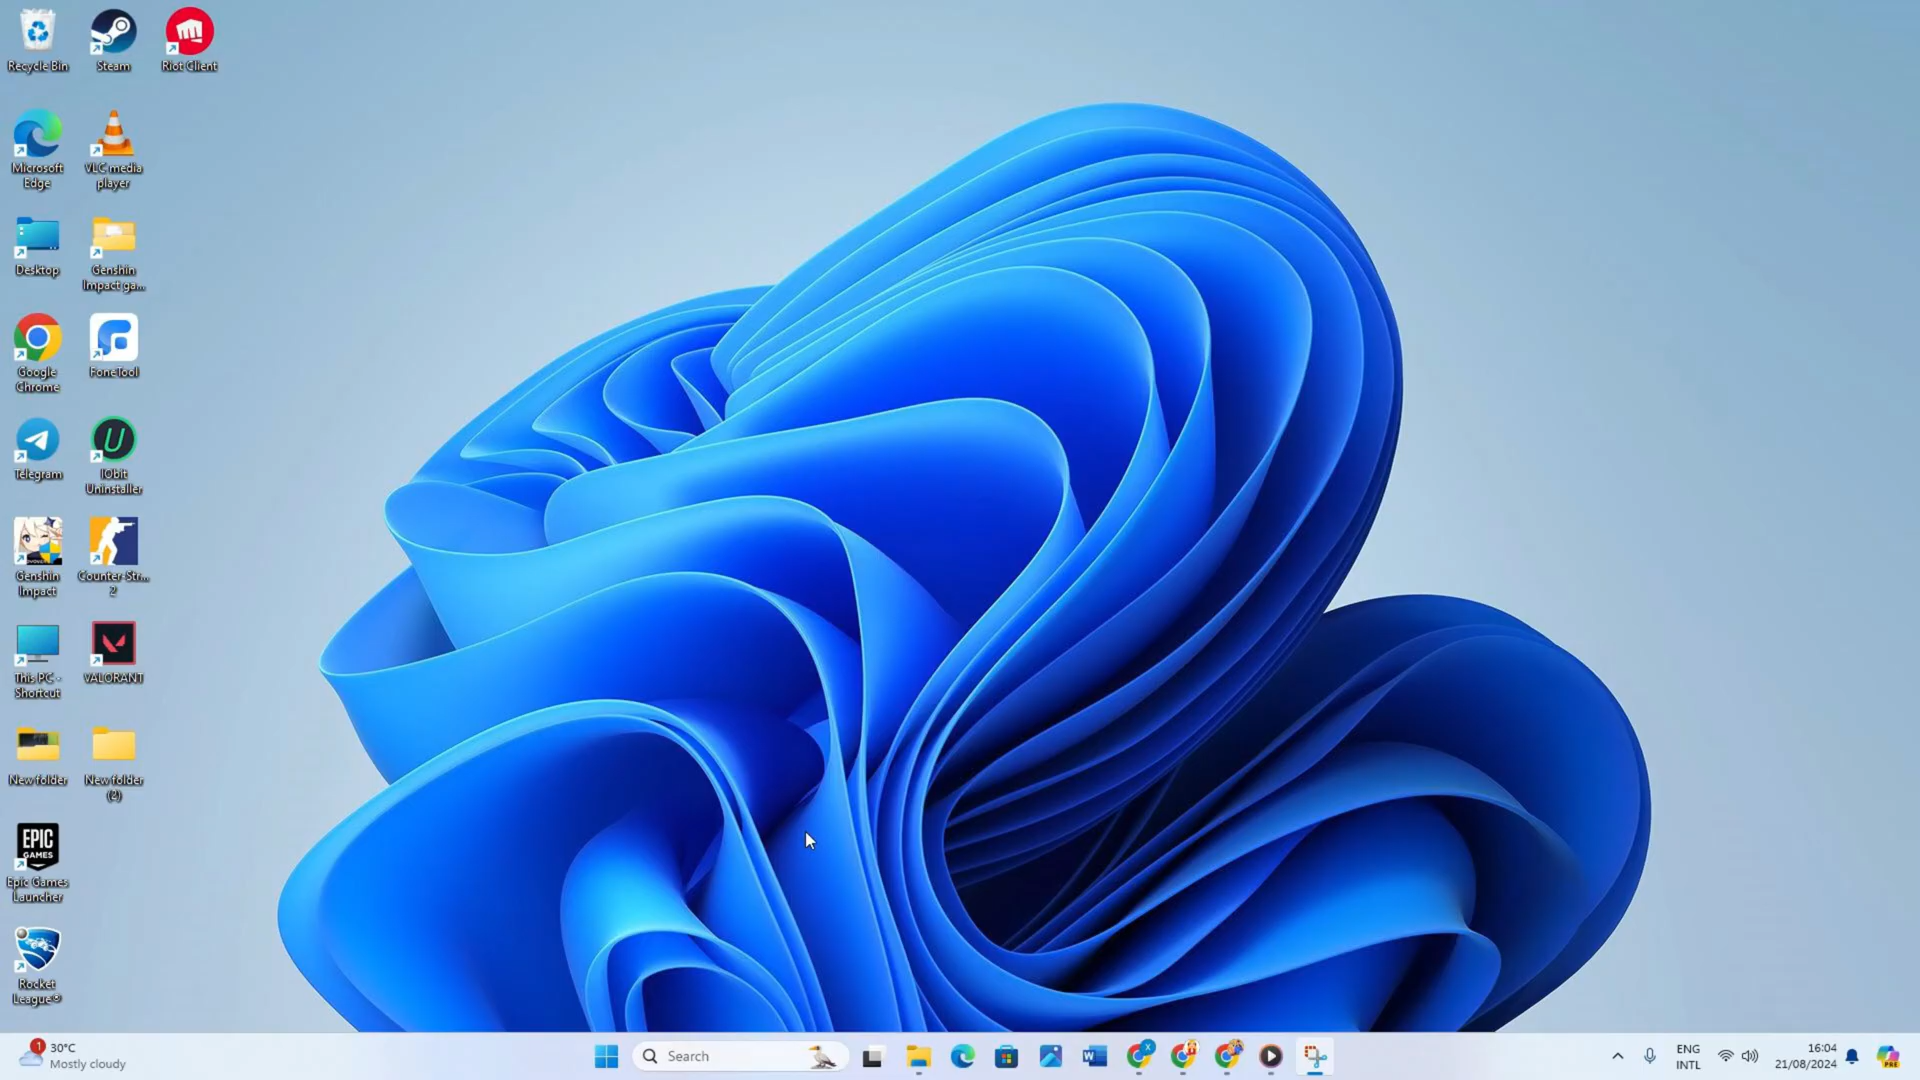 Recycle Bin
Steam
Riot Client
Microsoft
Edge
VLC media
player
Desktop
Genshin
Impact ga...
Google
Chrome
FoneTool
Telegram
IObit
Uninstaller
Genshin
Impact
Counter-Str...
2
This PC -
Shortcut
VALORANT
New folder
New folder
(2)
EPIC
GAMES
Epic Games
Launcher
Rocket
League®
1
30°C
Mostly cloudy
Search
X
ENG
INTL
16:04
21/08/2024
PRE